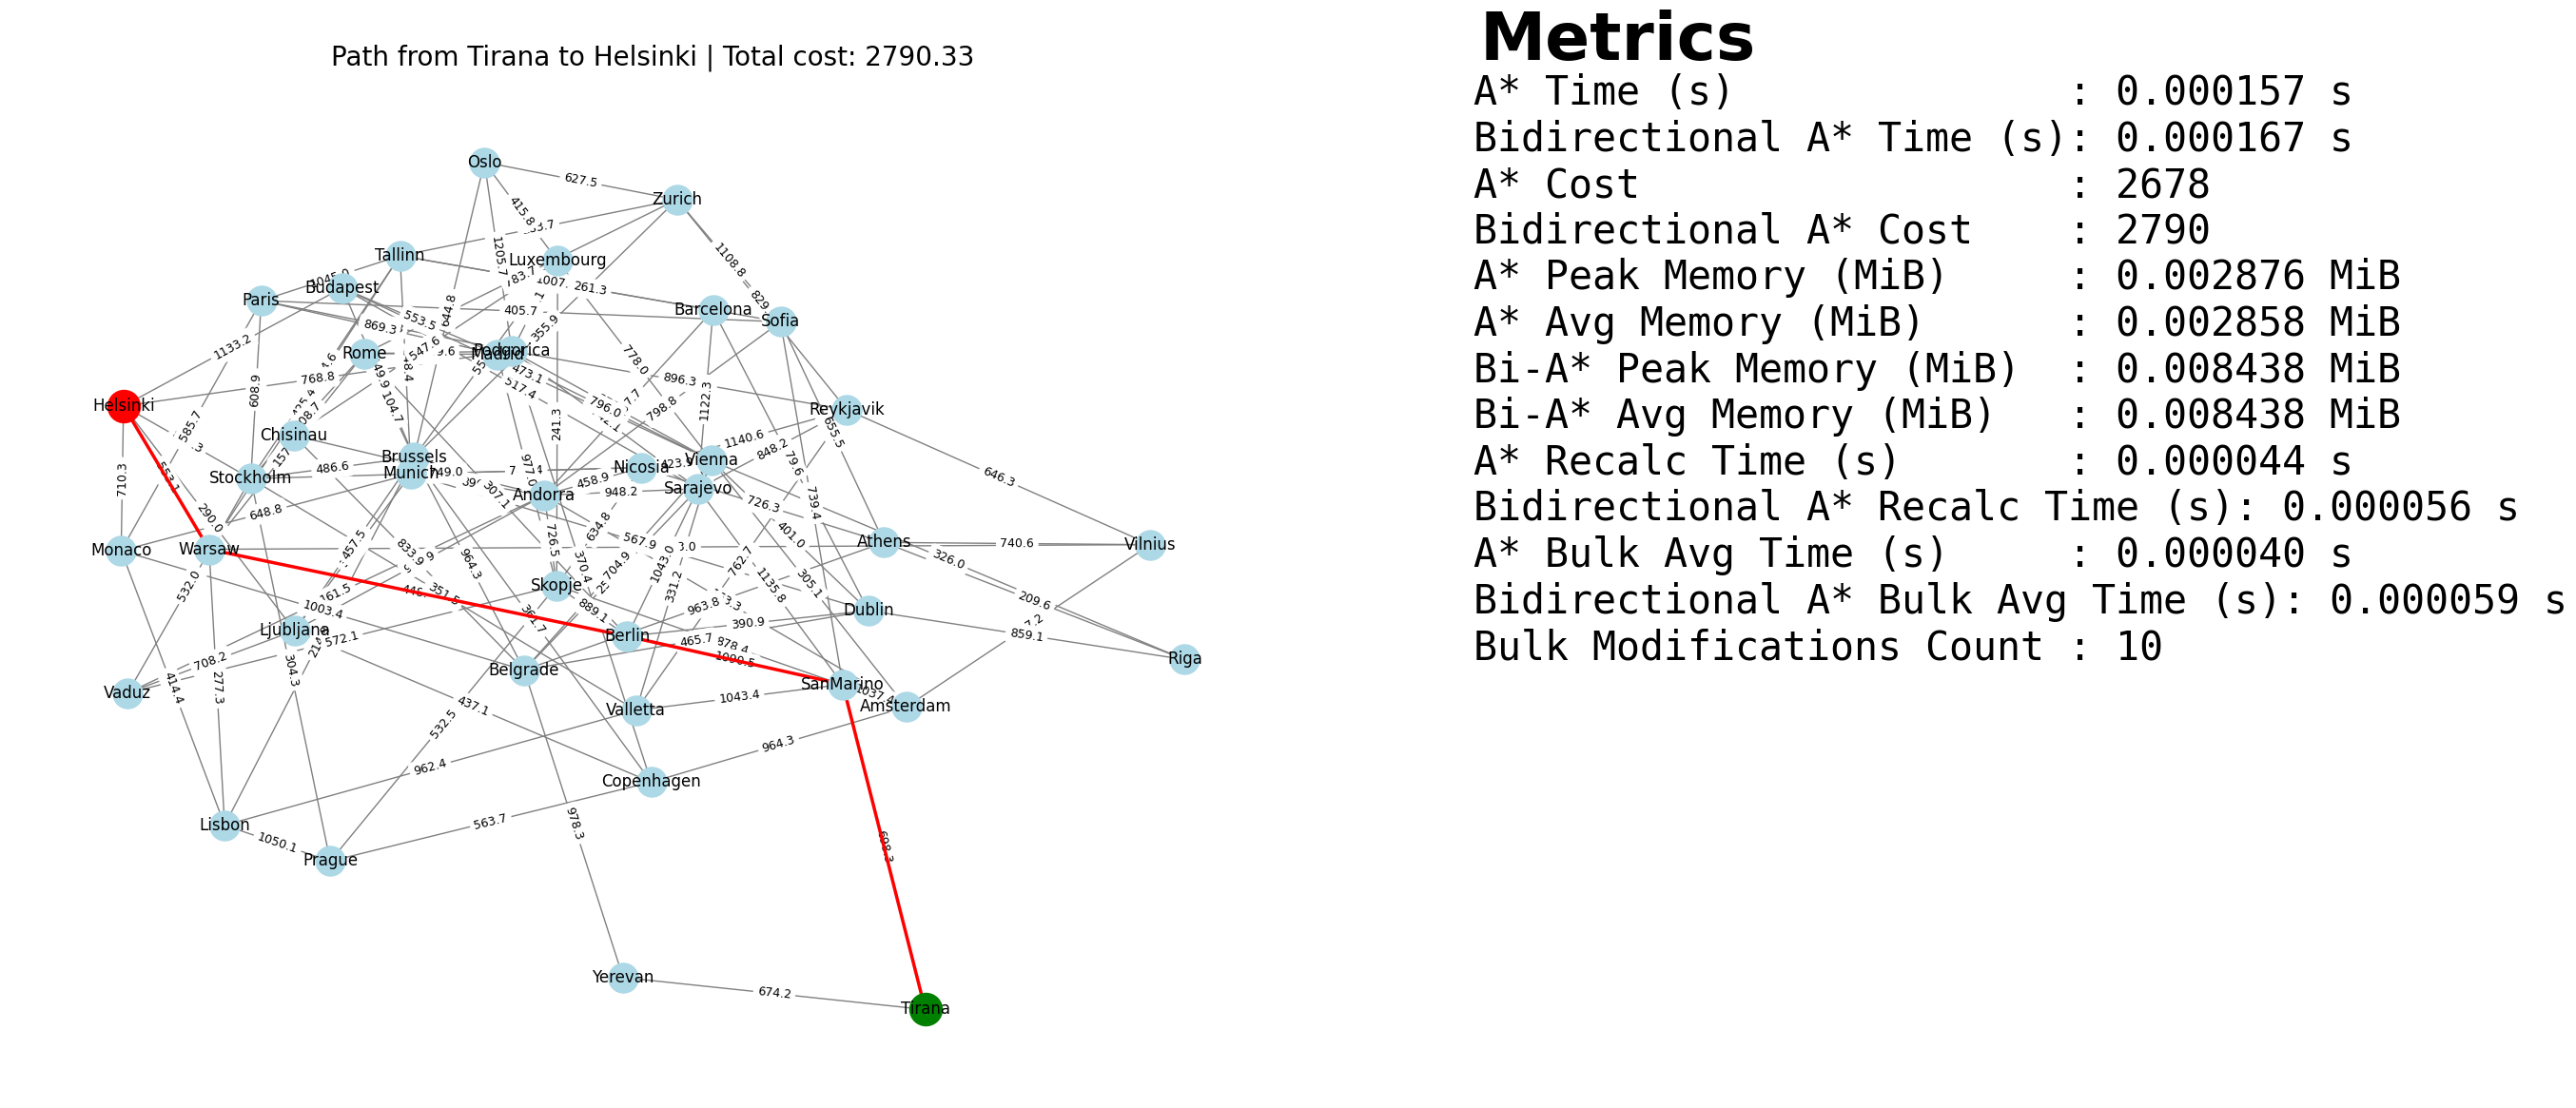 Path from Tirana to Helsinki | Total cost: 2790.33
Metrics
A* Time (s) : 0.000157 s
Bidirectional A* Time (s): 0.000167 s
A* Cost : 2678
Bidirectional A* Cost : 2790
A* Peak Memory (MiB) : 0.002876 MiB
A* Avg Memory (MiB) : 0.002858 MiB
Bi-A* Peak Memory (MiB) : 0.008438 MiB
Bi-A* Avg Memory (MiB) : 0.008438 MiB
A* Recalc Time (s) : 0.000044 s
Bidirectional A* Recalc Time (s): 0.000056 s
A* Bulk Avg Time (s) : 0.000040 s
Bidirectional A* Bulk Avg Time (s): 0.000059 s
Bulk Modifications Count : 10
Oslo
627.5
Zurich
415.8
Tallinn
Luxembourg
1205.7
1108.8
Budapest
261.3
Paris
405.7
Barcelona
Sofia
553.5
869.3
355.9
1133.2
547.6
Rome
Madrid
Podgorica
778.0
768.8
473.1
896.3
608.9
517.4
1122.3
Helsinki
796.0
798.8
Reykjavik
104.7
585.7
241.3
655.5
Chisinau
1140.6
848.2
Brussels
Nicosia
Vienna
486.6
Munich
Stockholm
458.9
646.3
710.3
553.1
Andorra
948.2
Sarajevo
307.1
726.3
739.4
290.0
648.8
634.8
401.0
Monaco
Warsaw
457.5
833.9
726.5
567.9
Athens
740.6
Vilnius
964.3
370.4
704.9
1043.0
762.7
326.0
532.0
Skopje
1135.8
305.1
351.5
331.2
1003.4
889.1
963.8
209.6
Dublin
Ljubljana
572.1
361.7
Berlin
390.9
859.1
465.7
878.4
1090.5
708.2
304.3
Belgrade
Riga
Vaduz
414.4
277.3
SanMarino
1043.4
Amsterdam
437.1
Valletta
532.5
964.3
962.4
Copenhagen
Lisbon
563.7
978.3
1050.1
698.3
Prague
Yerevan
674.2
Tirana